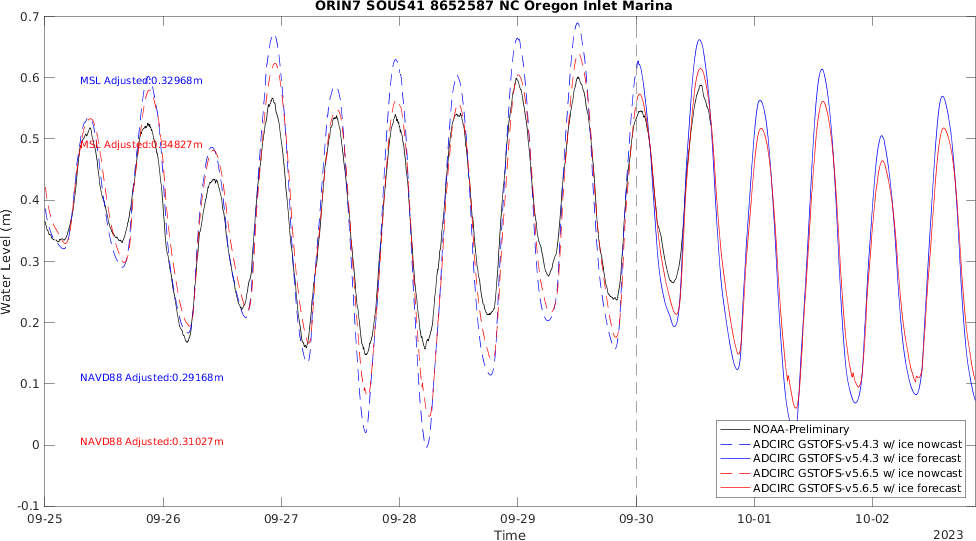 ORIN7 SOUS41 8652587 NC Oregon Inlet Marina
0.7
0.6
0.5
0.4
0.3
0.2
0.1
0
-0.1
Water Level (m)
MSL Adjusted:0.32968m
MSL Adjusted:0.34827m
NAVD88 Adjusted:0.29168m
NAVD88 Adjusted:0.31027m
NOAA-Preliminary
ADCIRC GSTOFS-v5.4.3 w/ ice nowcast
ADCIRC GSTOFS-v5.4.3 w/ ice forecast
ADCIRC GSTOFS-v5.6.5 w/ ice nowcast
ADCIRC GSTOFS-v5.6.5 w/ ice forecast
09-25 09-26 09-27 09-28 09-29 09-30 10-01 10-02
Time
2023